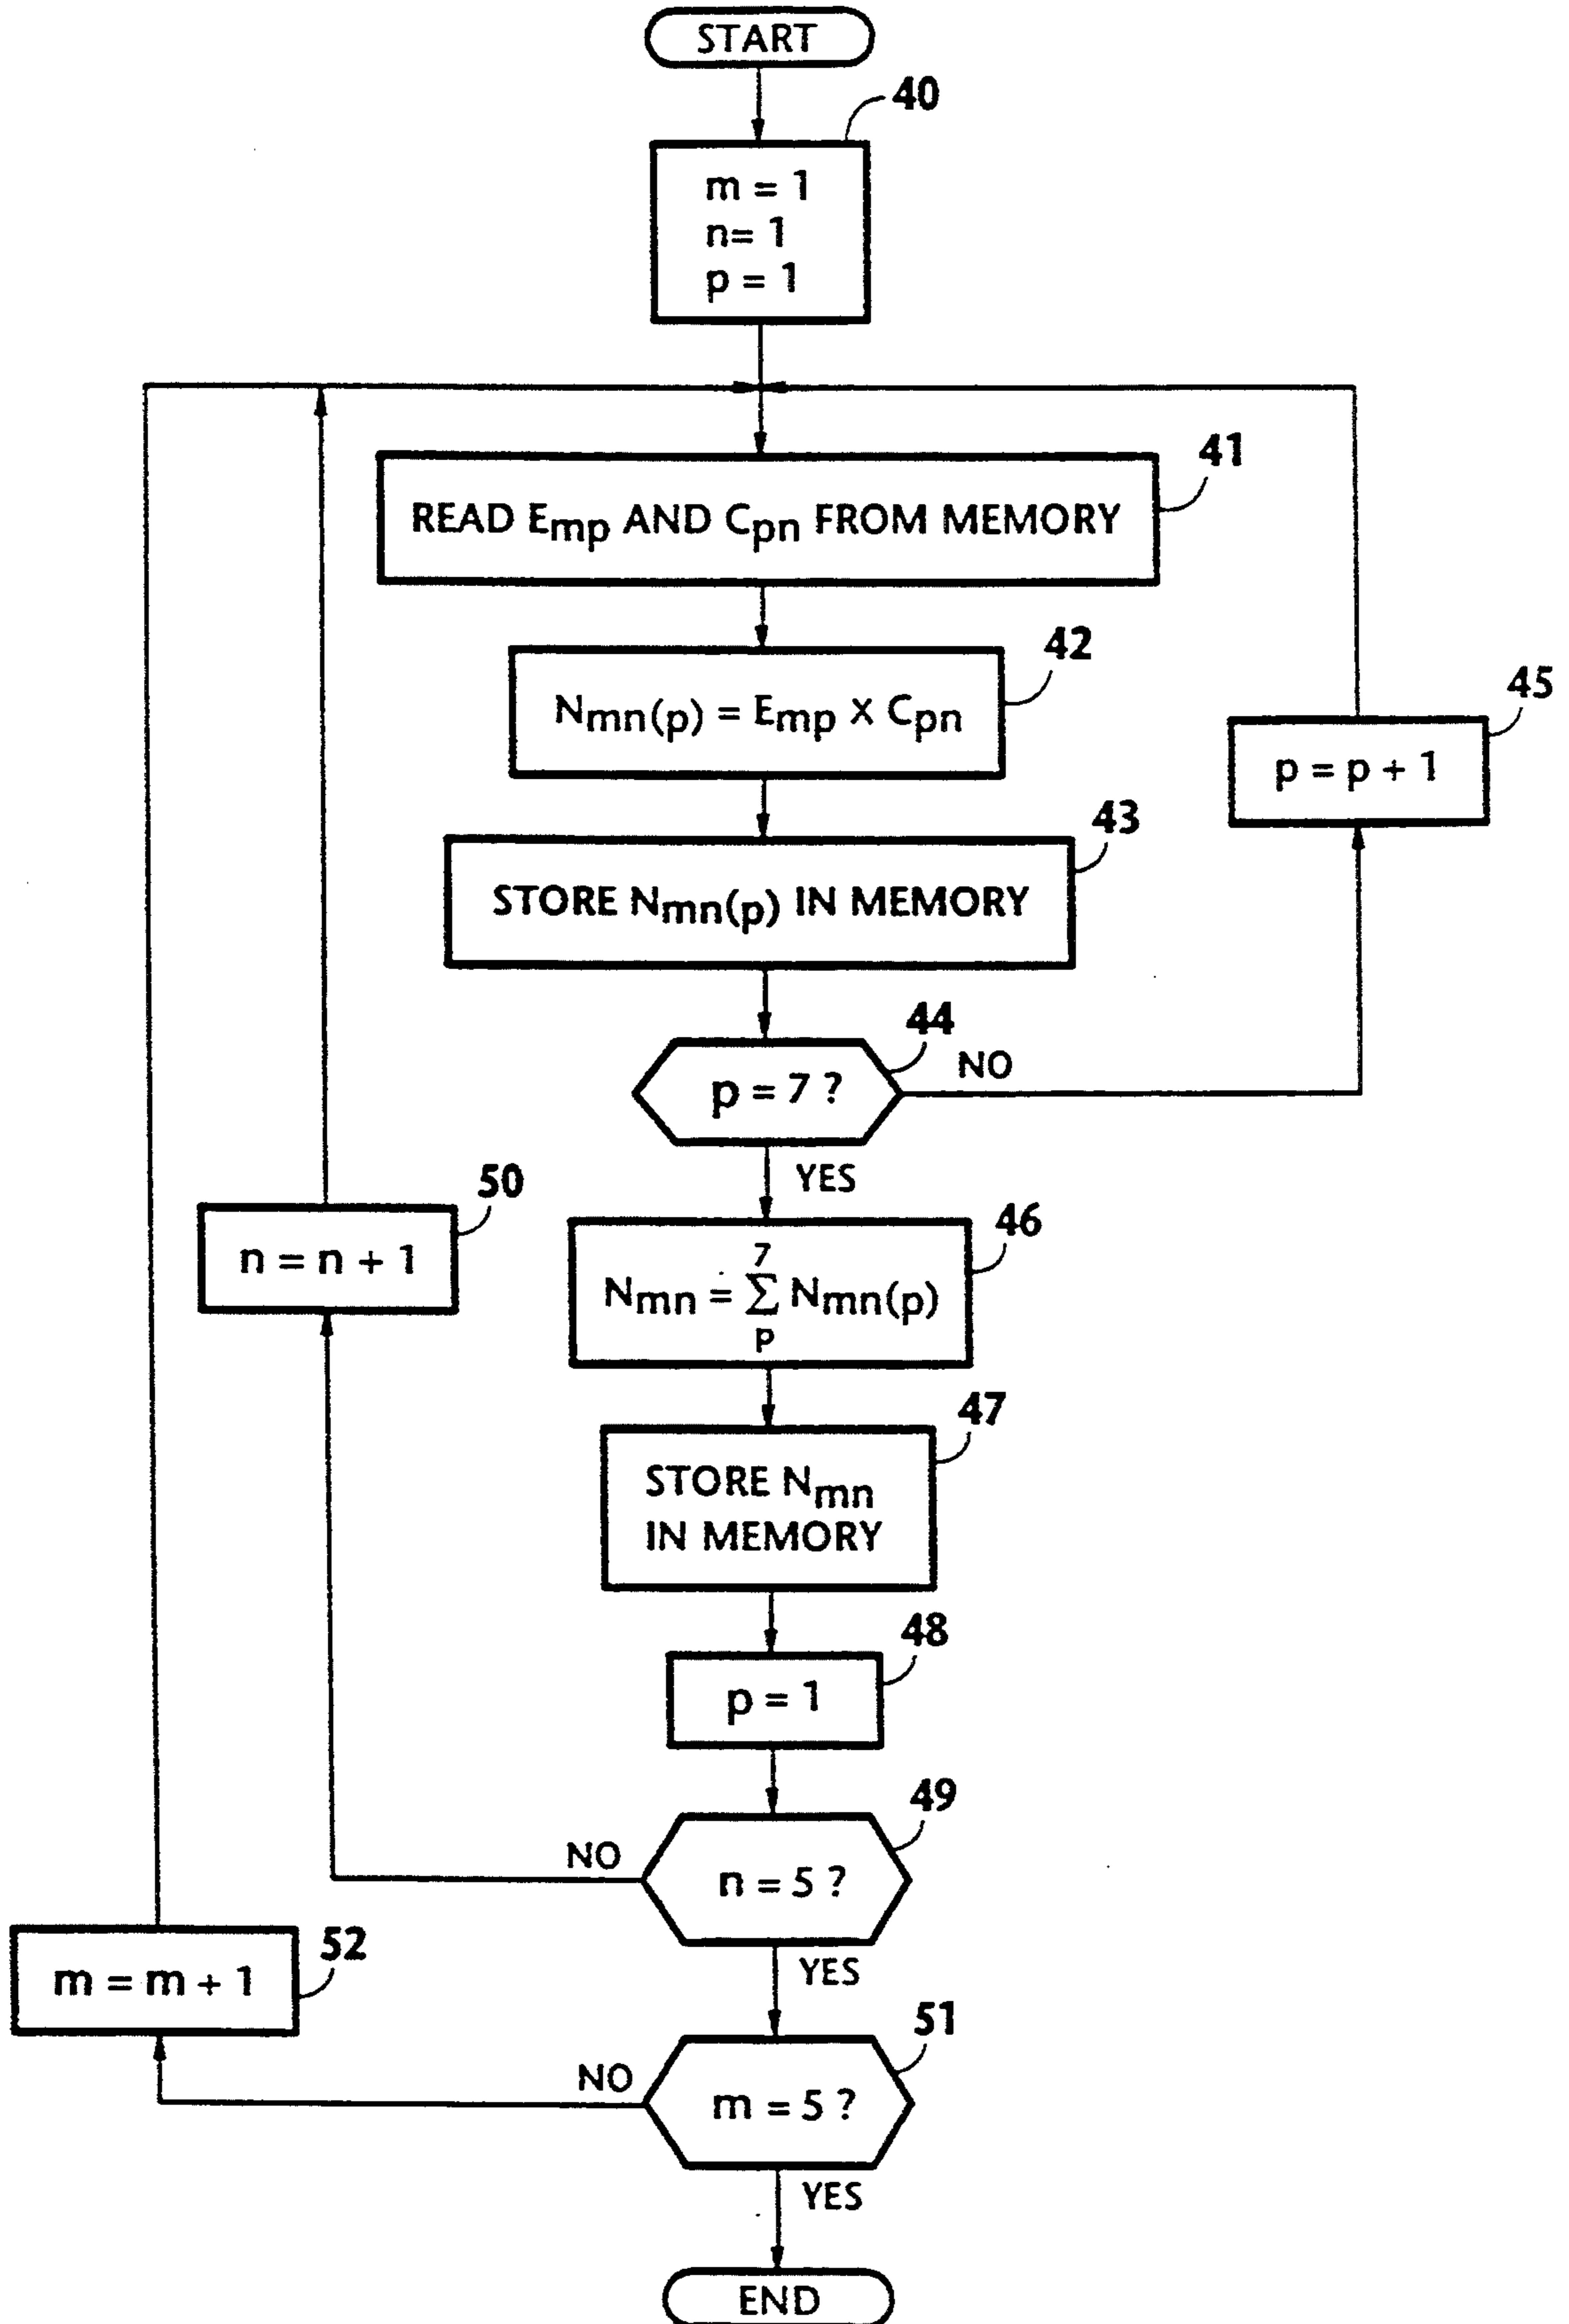 START
40
m = 1
n= 1
p = 1
41
READ Emp AND Cpn FROM MEMORY
42
Nmn(p) = Emp X Cpn
45
p = p + 1
43
STORE Nmn(p) IN MEMORY
44
p = 7 ?
NO
YES
50
n = n + 1
46
7
Nmn = Σ Nmn(p)
p
47
STORE Nmn
IN MEMORY
48
p = 1
49
n = 5 ?
NO
YES
52
m = m + 1
51
m = 5 ?
NO
YES
END